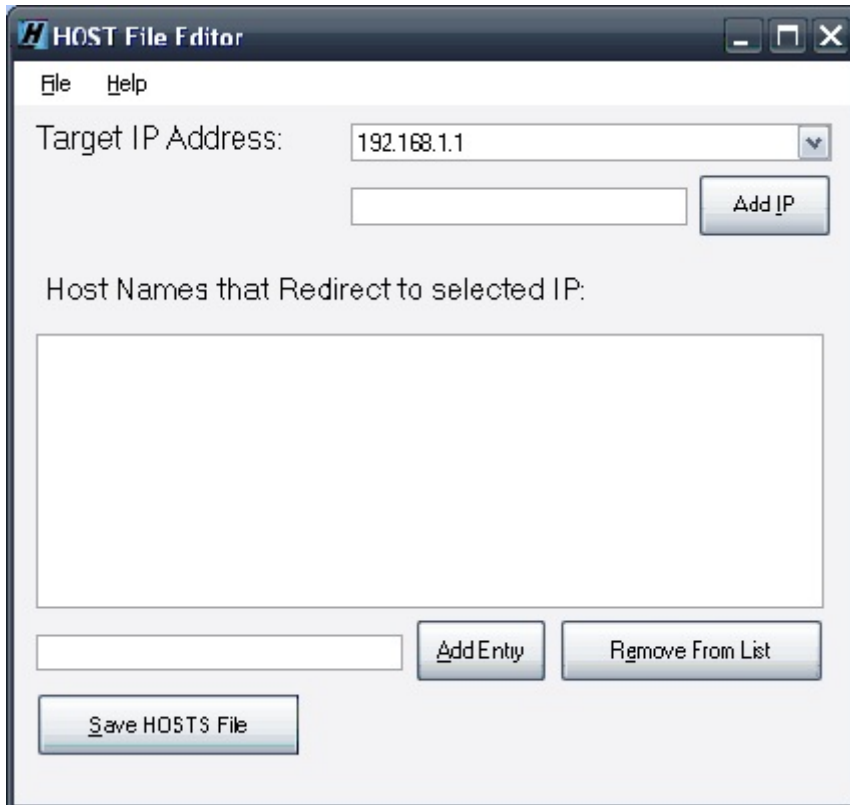 H HOST File Editor
File Help
Target IP Address: 192.168.1.1
Add IP
Host Names that Redirect to selected IP:
Add Entry Remove From List
Save HOSTS File